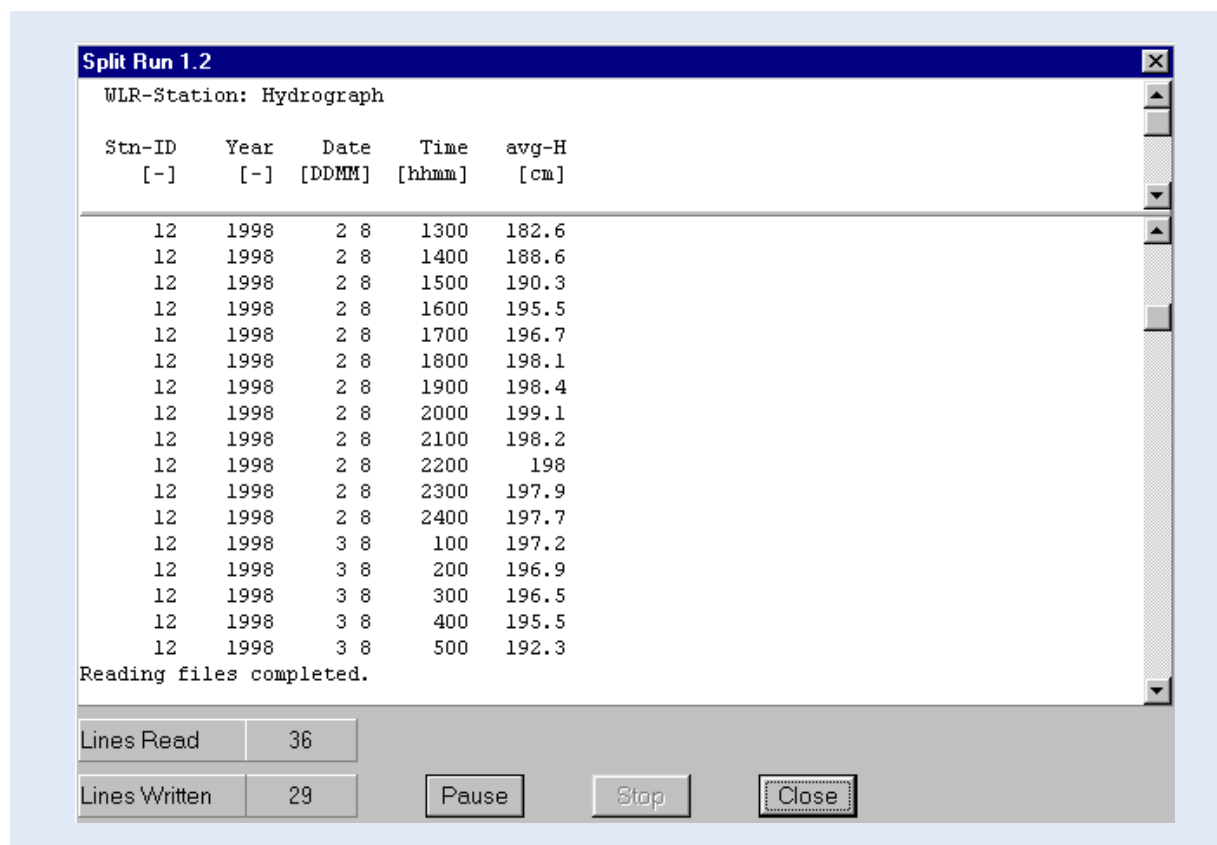 Split Run 1.2
WLR-Station: Hydrograph
Stn-ID Year Date Time avg-H
[-] [-] [DDMM] [hhmm] [cm]
12 1998 2 8 1300 182.6
12 1998 2 8 1400 188.6
12 1998 2 8 1500 190.3
12 1998 2 8 1600 195.5
12 1998 2 8 1700 196.7
12 1998 2 8 1800 198.1
12 1998 2 8 1900 198.4
12 1998 2 8 2000 199.1
12 1998 2 8 2100 198.2
12 1998 2 8 2200 198
12 1998 2 8 2300 197.9
12 1998 2 8 2400 197.7
12 1998 3 8 100 197.2
12 1998 3 8 200 196.9
12 1998 3 8 300 196.5
12 1998 3 8 400 195.5
12 1998 3 8 500 192.3
Reading files completed.
Lines Read 36
Lines Written 29 Pause Stop Close